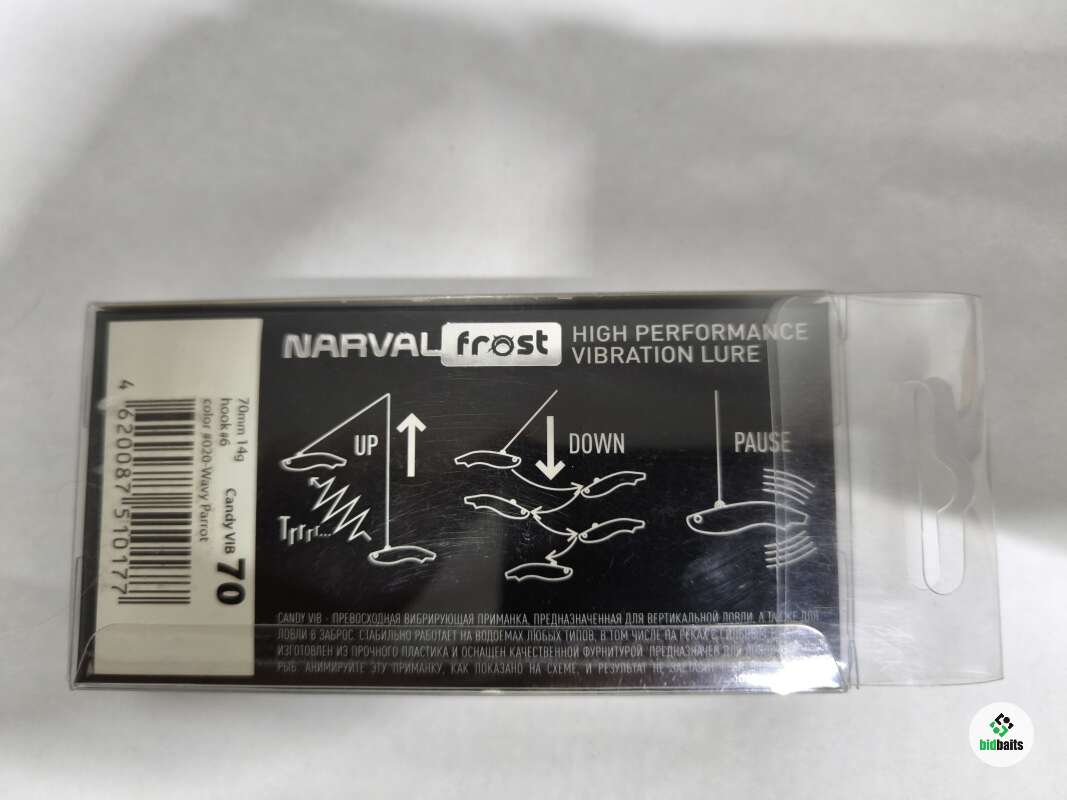 NARVAL frost
HIGH PERFORMANCE
VIBRATION LURE
UP
DOWN
PAUSE
Trrr...
70mm 14g
hook #6
color #020-Wavy Parrot
Candy VIB 70
4 620087 510177
CANDY VIB - ПРЕВОСХОДНАЯ ВИБРИРУЮЩАЯ ПРИМАНКА, ПРЕДНАЗНАЧЕННАЯ ДЛЯ ВЕРТИКАЛЬНОЙ ЛОВЛИ, А ТАКЖЕ ДЛЯ
ЛОВЛИ В ЗАБРОС. СТАБИЛЬНО РАБОТАЕТ НА ВОДОЕМАХ ЛЮБЫХ ТИПОВ, В ТОМ ЧИСЛЕ НА РЕКАХ С
ИЗГОТОВЛЕН ИЗ ПРОЧНОГО ПЛАСТИКА И ОСНАЩЕН КАЧЕСТВЕННОЙ ФУРНИТУРОЙ. ПРЕДНАЗНАЧЕН ДЛЯ
РЫБ. АНИМИРУЙТЕ ЭТУ ПРИМАНКУ, КАК ПОКАЗАНО НА СХЕМЕ, И РЕЗУЛЬТАТ НЕ
bidbaits